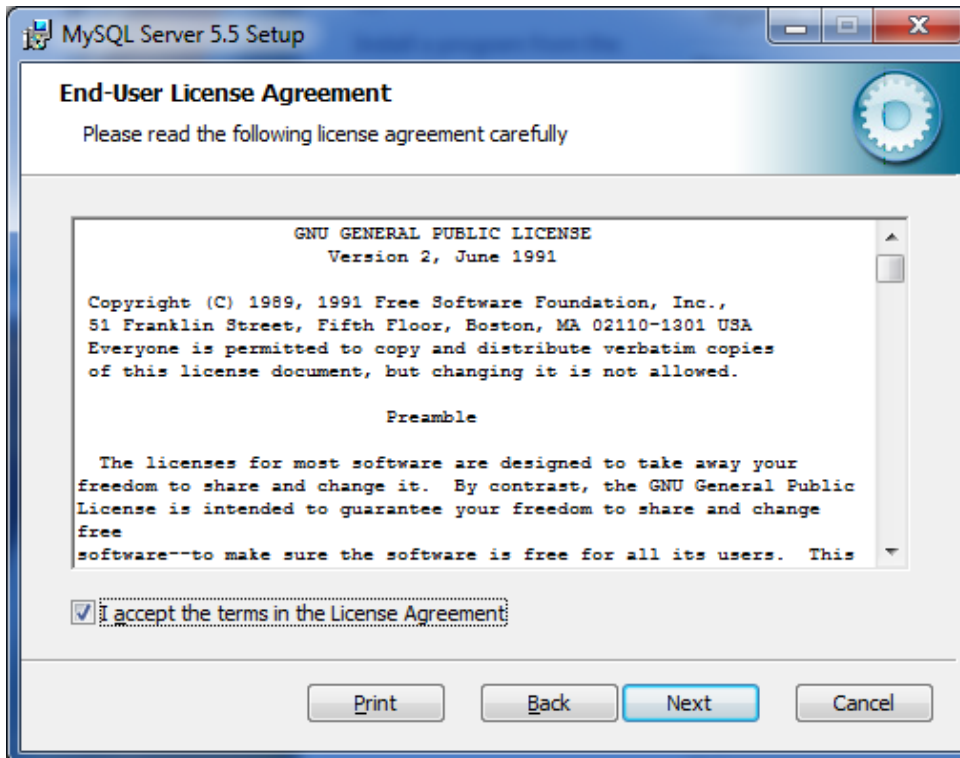 MySQL Server 5.5 Setup
End-User License Agreement
Please read the following license agreement carefully
GNU GENERAL PUBLIC LICENSE
Version 2, June 1991
Copyright (C) 1989, 1991 Free Software Foundation, Inc.,
51 Franklin Street, Fifth Floor, Boston, MA 02110-1301 USA
Everyone is permitted to copy and distribute verbatim copies
of this license document, but changing it is not allowed.
Preamble
The licenses for most software are designed to take away your
freedom to share and change it.  By contrast, the GNU General Public
License is intended to guarantee your freedom to share and change
free
software--to make sure the software is free for all its users.  This
I accept the terms in the License Agreement
Print Back Next Cancel